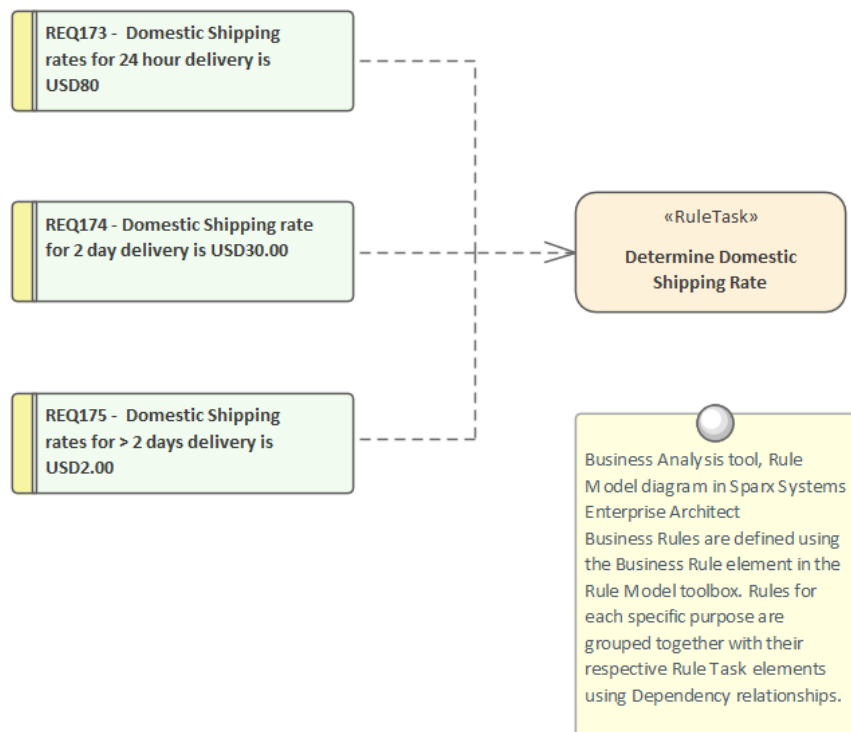 REQ173 -  Domestic Shipping
rates for 24 hour delivery is
USD80
REQ174 - Domestic Shipping rate
for 2 day delivery is USD30.00
REQ175 -  Domestic Shipping
rates for > 2 days delivery is
USD2.00
«RuleTask»
Determine Domestic
Shipping Rate
Business Analysis tool, Rule
Model diagram in Sparx Systems
Enterprise Architect
Business Rules are defined using
the Business Rule element in the
Rule Model toolbox. Rules for
each specific purpose are
grouped together with their
respective Rule Task elements
using Dependency relationships.